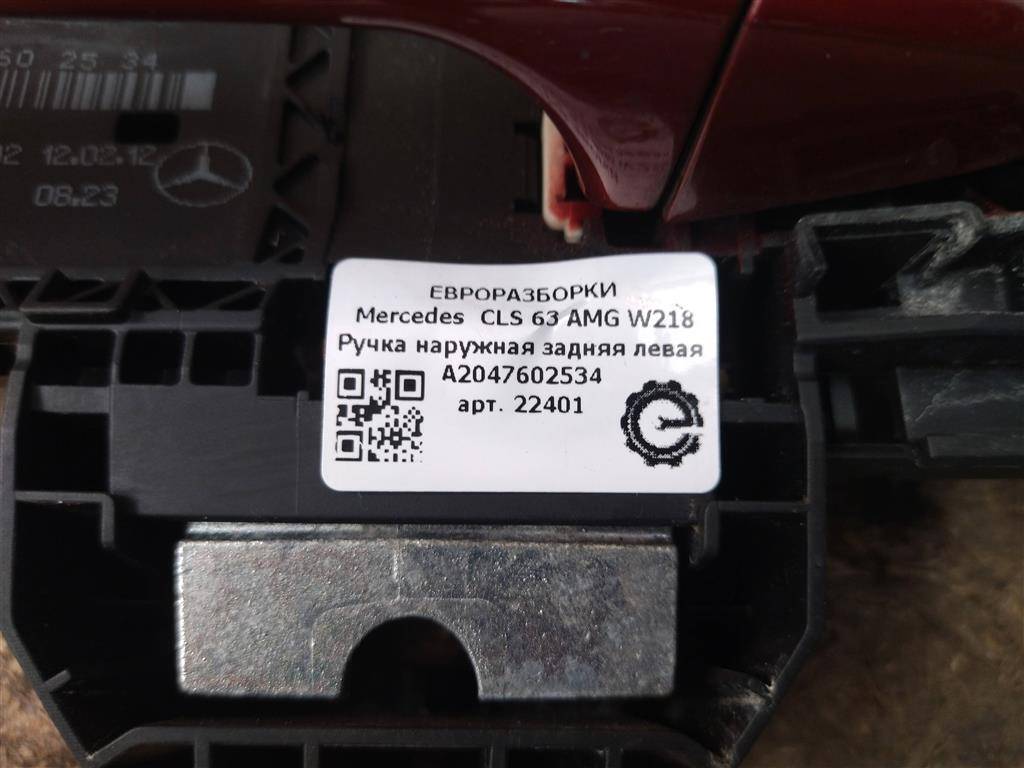 60 25 34
12.02.12
08.23
ЕВРОРАЗБОРКИ
Mercedes CLS 63 AMG W218
Ручка наружная задняя левая
A2047602534
арт. 22401